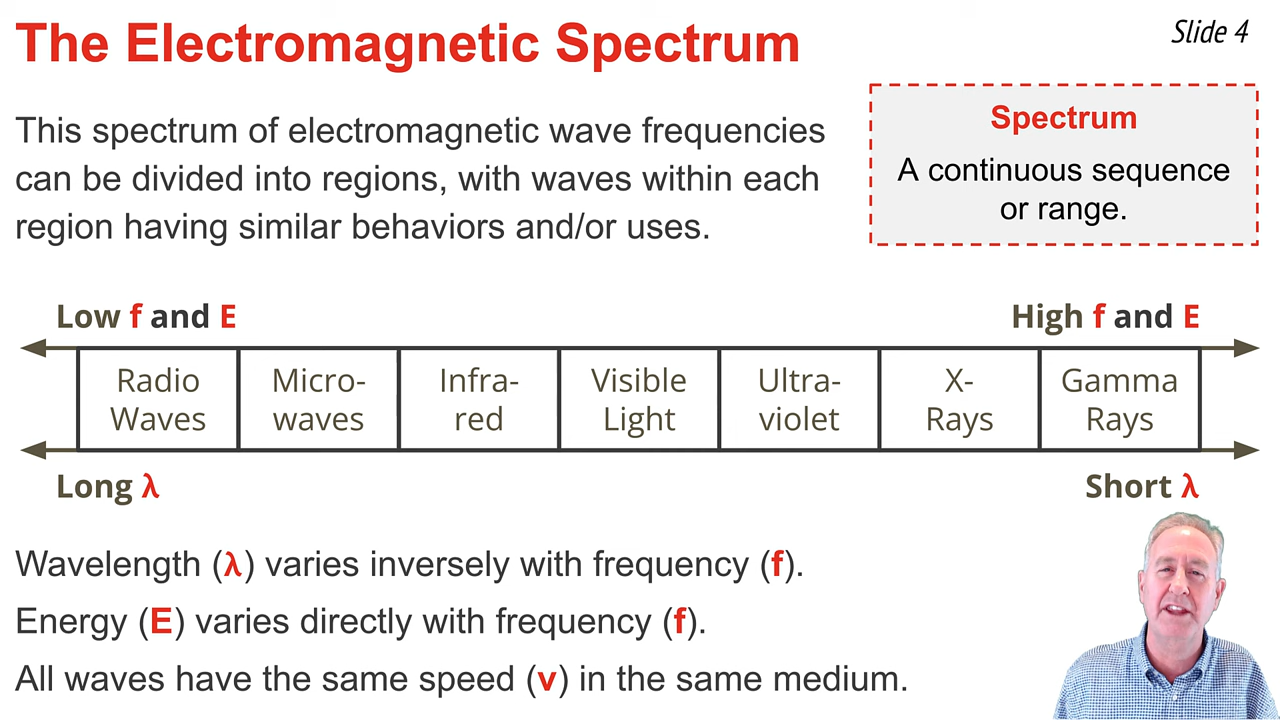 The Electromagnetic Spectrum
Slide 4
This spectrum of electromagnetic wave frequencies
can be divided into regions, with waves within each
region having similar behaviors and/or uses.
Spectrum
A continuous sequence
or range.
Low f and E
High f and E
Radio
Waves
Micro-
waves
Infra-
red
Visible
Light
Ultra-
violet
X-
Rays
Gamma
Rays
Long λ
Short λ
Wavelength (λ) varies inversely with frequency (f).
Energy (E) varies directly with frequency (f).
All waves have the same speed (v) in the same medium.